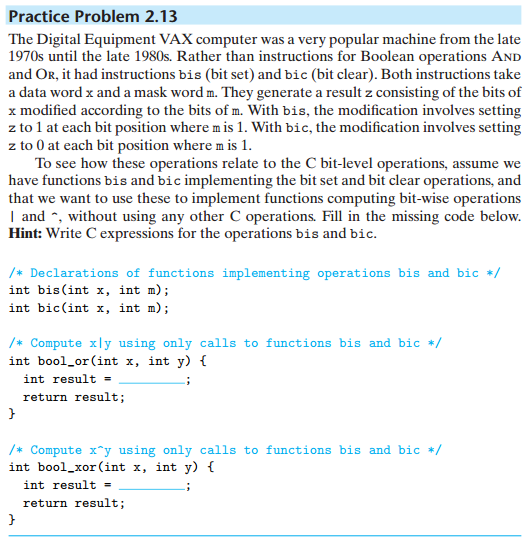 Practice Problem 2.13
The Digital Equipment VAX computer was a very popular machine from the late
1970s until the late 1980s. Rather than instructions for Boolean operations AND
and OR, it had instructions bis (bit set) and bic (bit clear). Both instructions take
a data word x and a mask word m. They generate a result z consisting of the bits of
x modified according to the bits of m. With bis, the modification involves setting
z to 1 at each bit position where m is 1. With bic, the modification involves setting
z to 0 at each bit position where m is 1.
To see how these operations relate to the C bit-level operations, assume we
have functions bis and bic implementing the bit set and bit clear operations, and
that we want to use these to implement functions computing bit-wise operations
| and ^, without using any other C operations. Fill in the missing code below.
Hint: Write C expressions for the operations bis and bic.
/* Declarations of functions implementing operations bis and bic */
int bis(int x, int m);
int bic(int x, int m);
/* Compute x|y using only calls to functions bis and bic */
int bool_or(int x, int y) {
int result = ________;
return result;
}
/* Compute x^y using only calls to functions bis and bic */
int bool_xor(int x, int y) {
int result = ________;
return result;
}